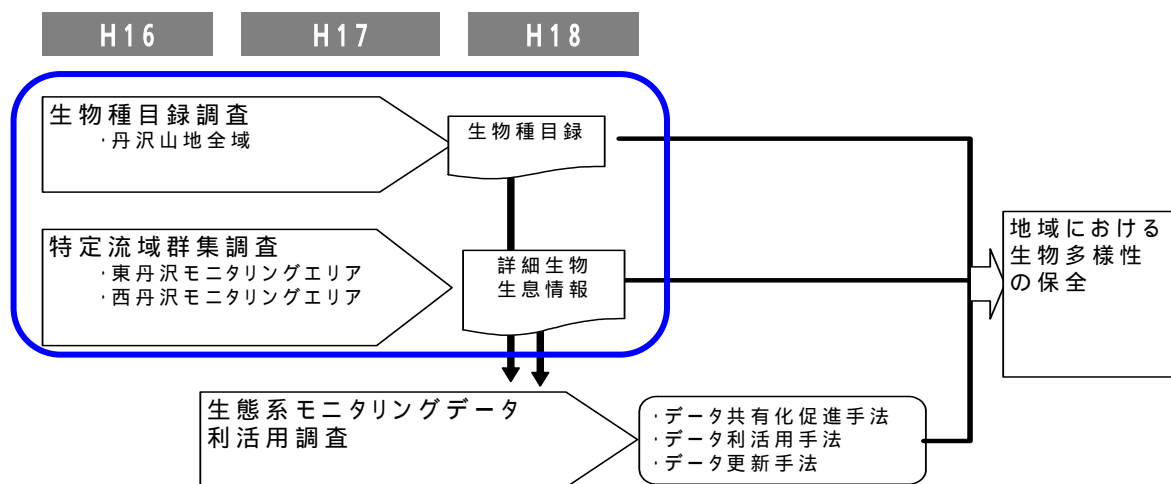 H16
H17
H18
生物種目録調査
・丹沢山地全域
生物種目録
特定流域群集調査
・東丹沢モニタリングエリア
・西丹沢モニタリングエリア
詳細生物
生息情報
地域における
生物多様性
の保全
生態系モニタリングデータ
利活用調査
・データ共有化促進手法
・データ利活用手法
・データ更新手法